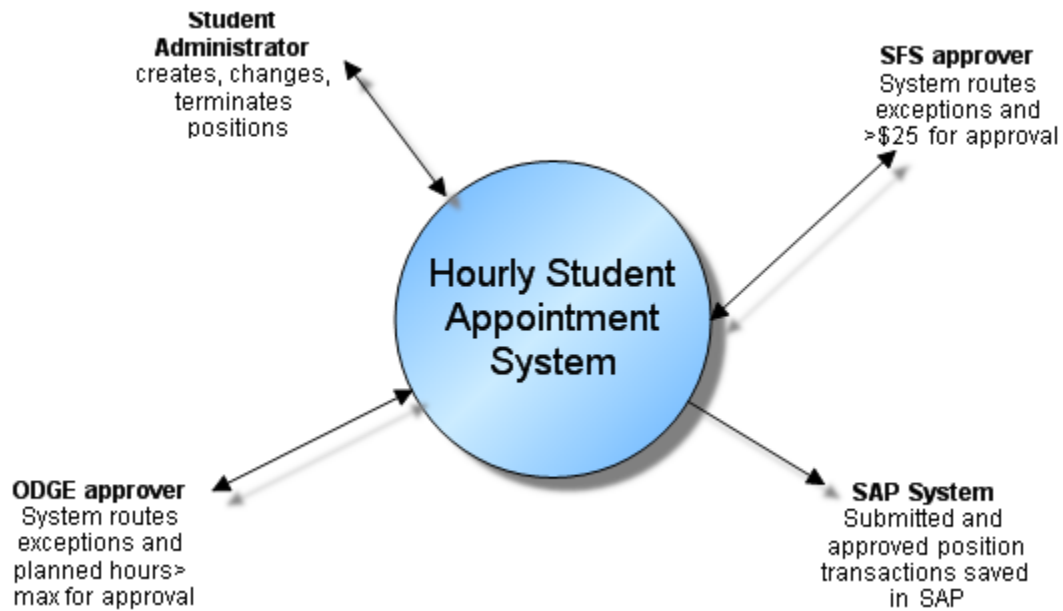 Student
Administrator
creates, changes,
terminates
positions
SFS approver
System routes
exceptions and
>$25 for approval
Hourly Student
Appointment
System
ODGE approver
System routes
exceptions and
planned hours>
max for approval
SAP System
Submitted and
approved position
transactions saved
in SAP